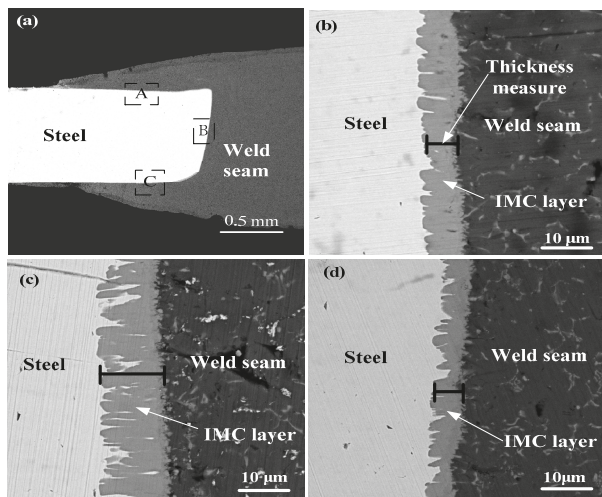 (a)
A
Steel
B
Weld
seam
C
0.5 mm
(b)
Thickness
measure
Steel
Weld seam
IMC layer
10 μm
(c)
Steel
Weld seam
IMC layer
10 μm
(d)
Steel
Weld seam
IMC layer
10μm